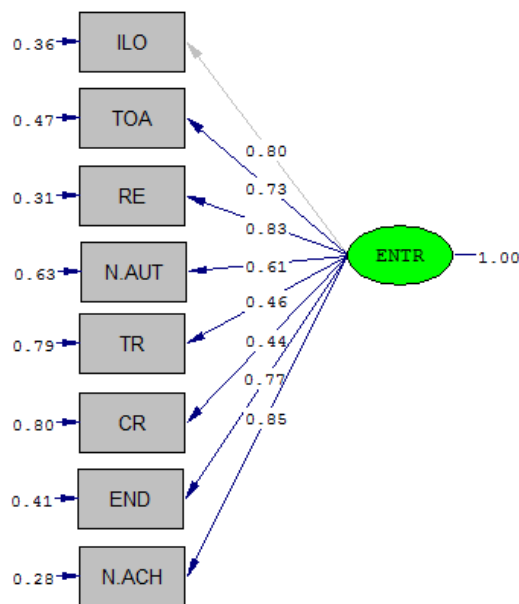 0.36 ILO
0.47 TOA
0.80
0.73
0.31 RE
0.83
0.63 N.AUT
0.61
ENTR 1.00
0.46
0.79 TR
0.44
0.77
0.80 CR
0.85
0.41 END
0.28 N.ACH